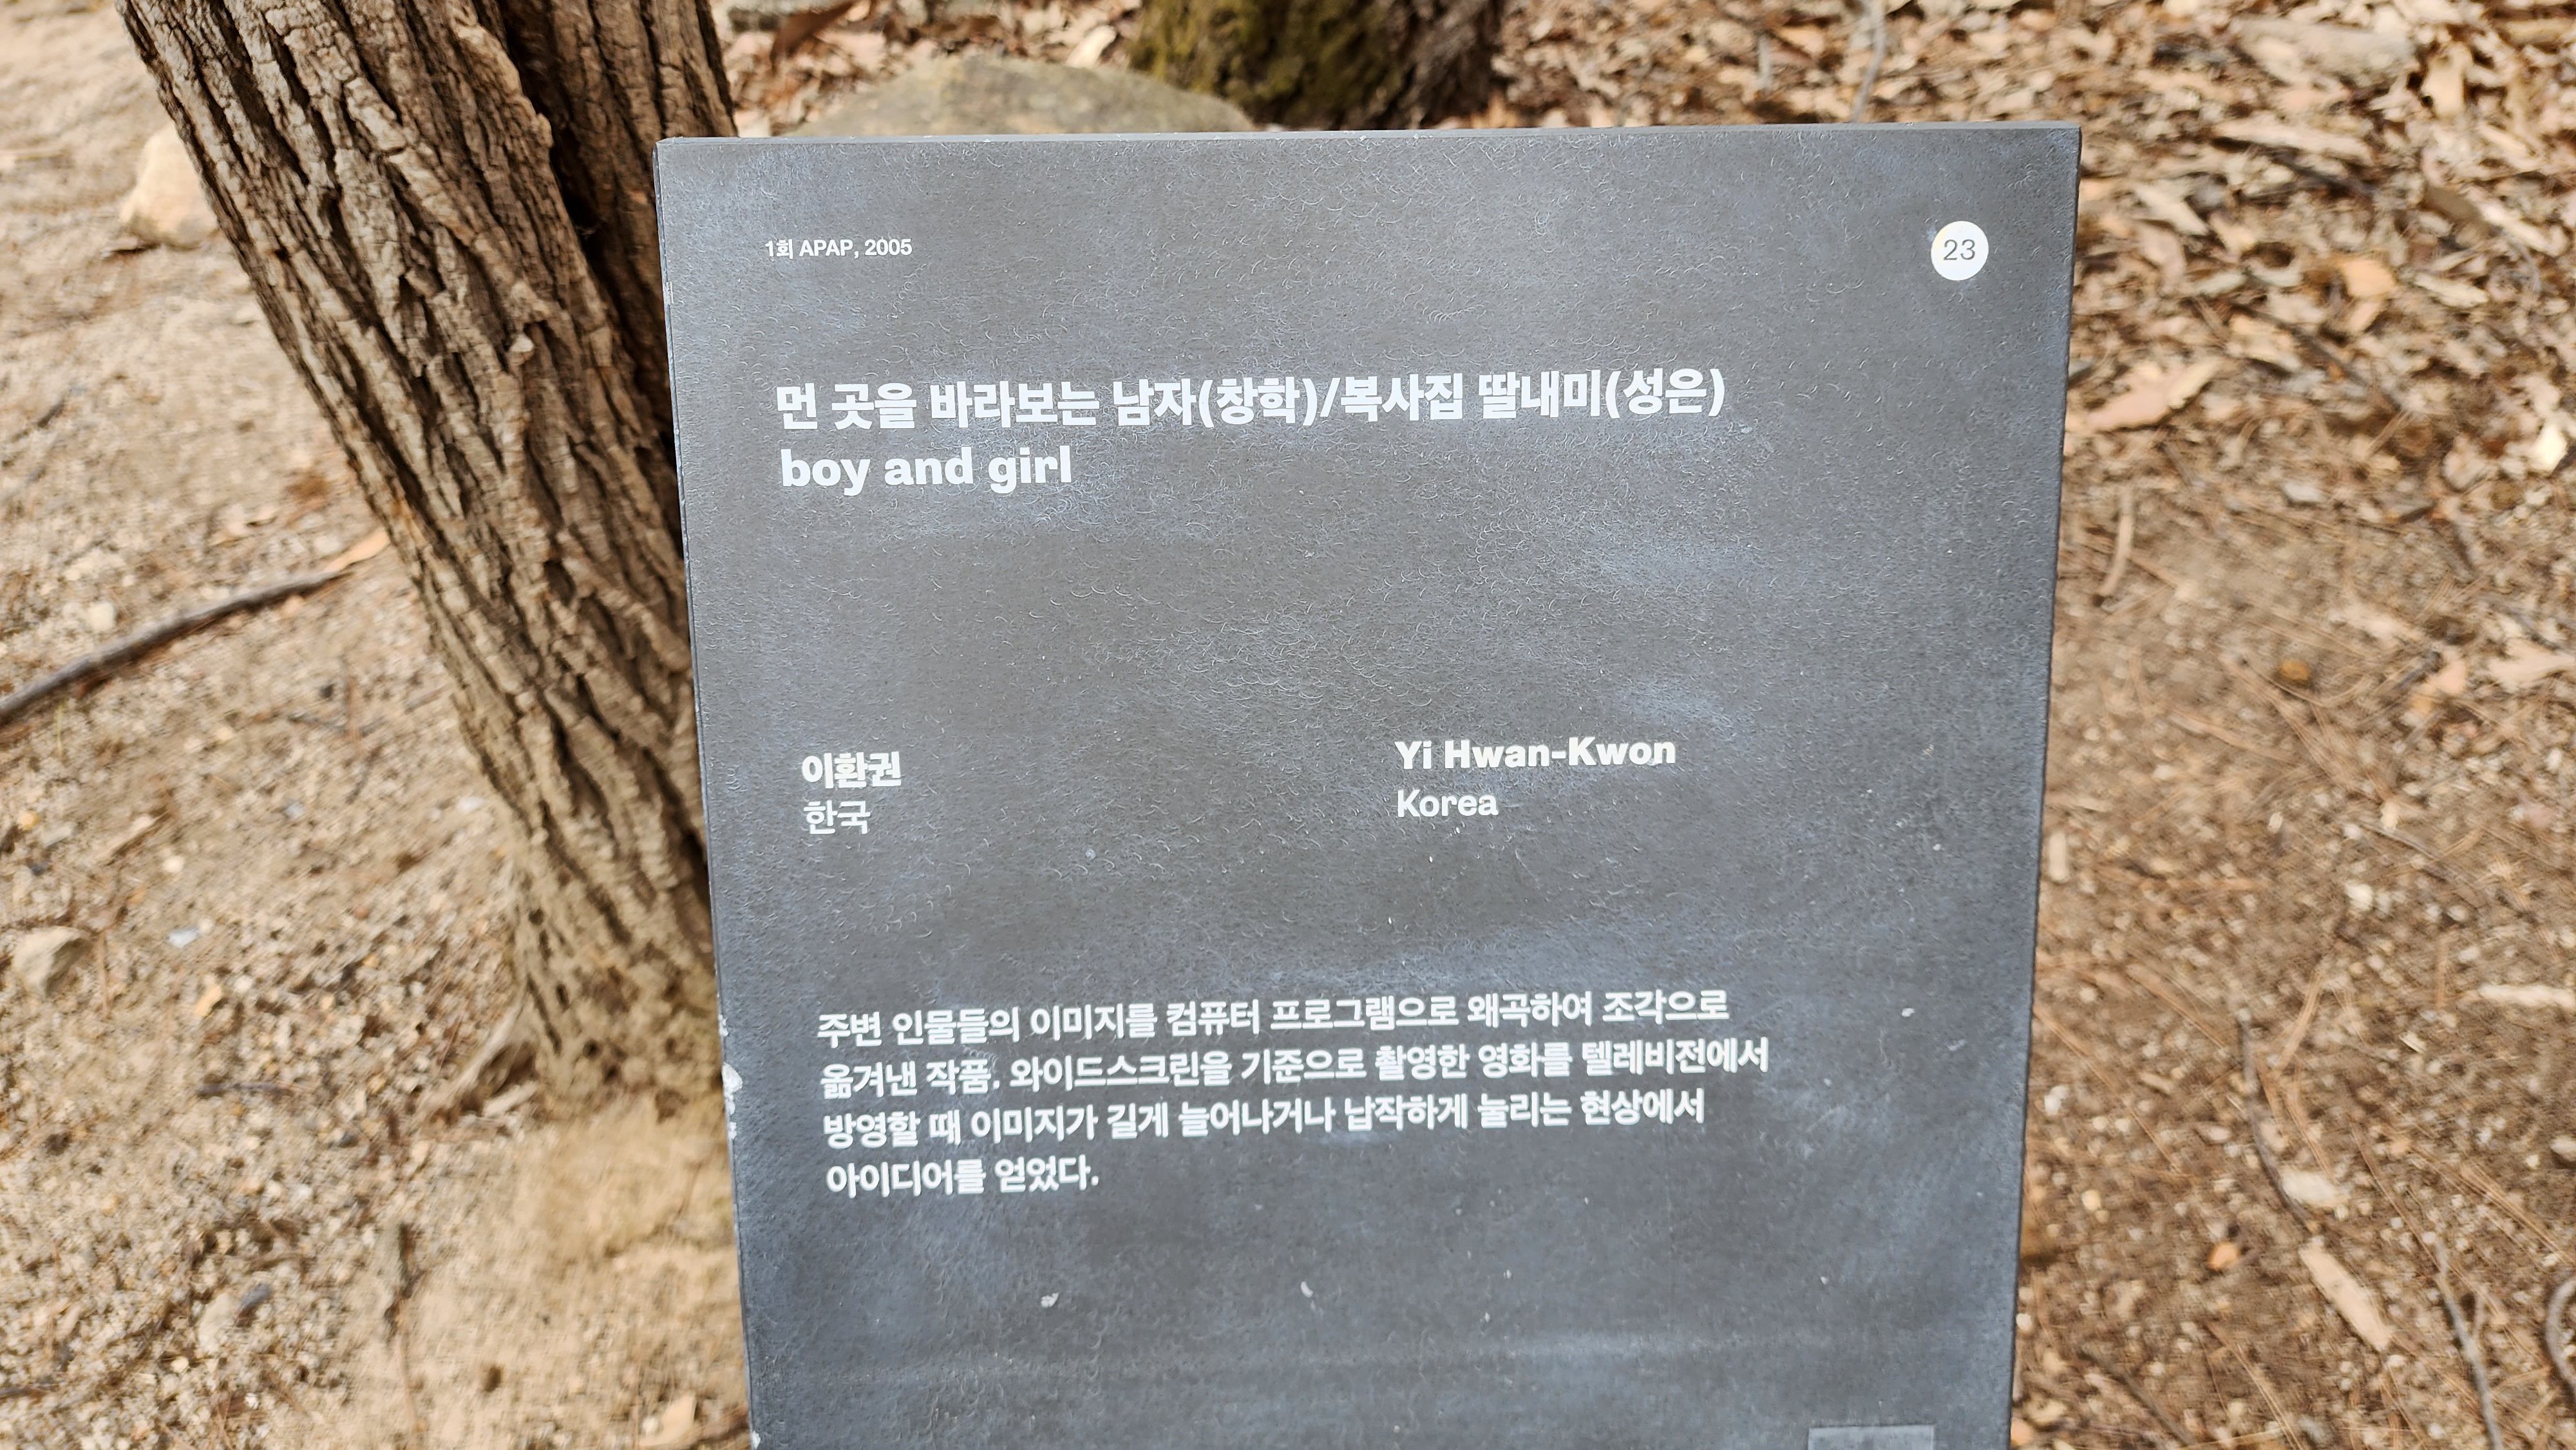 1회 APAP, 2005
23
먼 곳을 바라보는 남자(창학)/복사집 딸내미(성은)
boy and girl
이환권
한국
Yi Hwan-Kwon
Korea
주변 인물들의 이미지를 컴퓨터 프로그램으로 왜곡하여 조각으로
옮겨낸 작품. 와이드스크린을 기준으로 촬영한 영화를 텔레비전에서
방영할 때 이미지가 길게 늘어나거나 납작하게 눌리는 현상에서
아이디어를 얻었다.